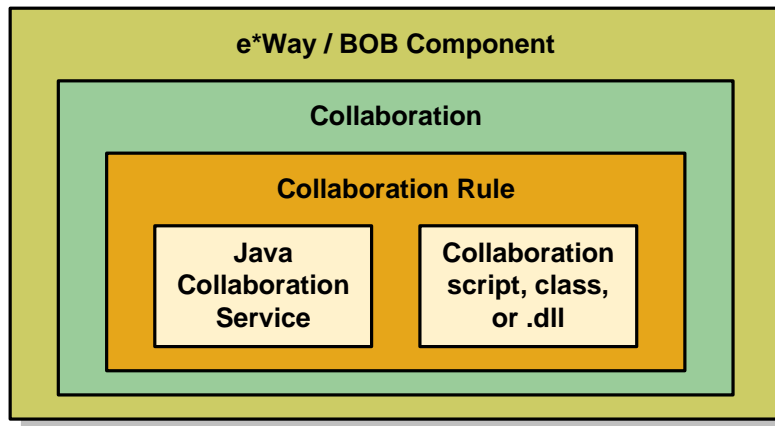 e*Way / BOB Component
Collaboration
Collaboration Rule
Java
Collaboration
Service
Collaboration
script, class,
or .dll